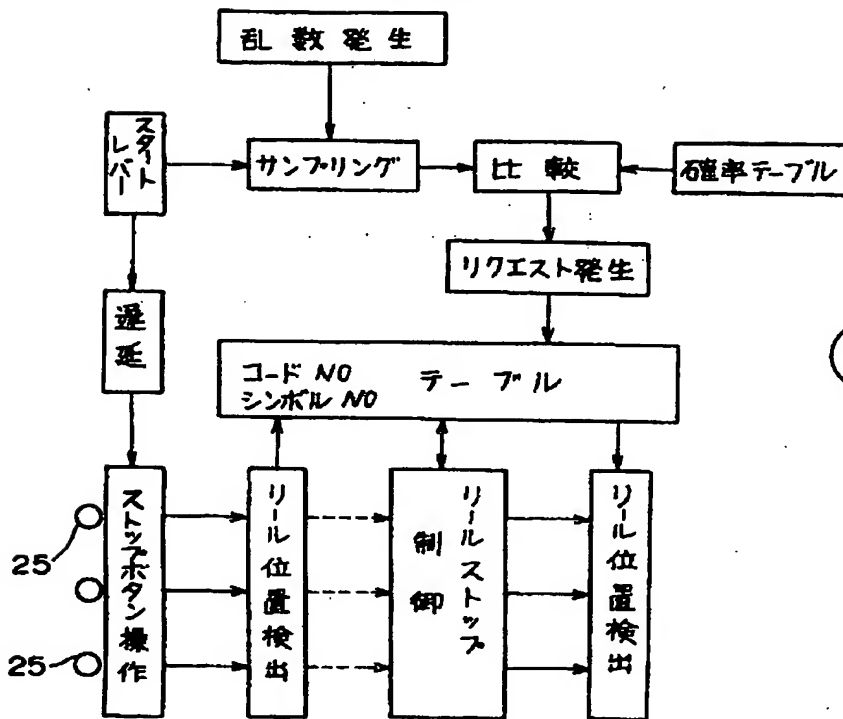 乱数発生
スタートレバー
サンプリング
比較
確率テーブル
リクエスト発生
遅延
コード NO テーブル
シンボル NO
25
25
ストップボタン操作
リール位置検出
リールストップ
制御
リール位置検出